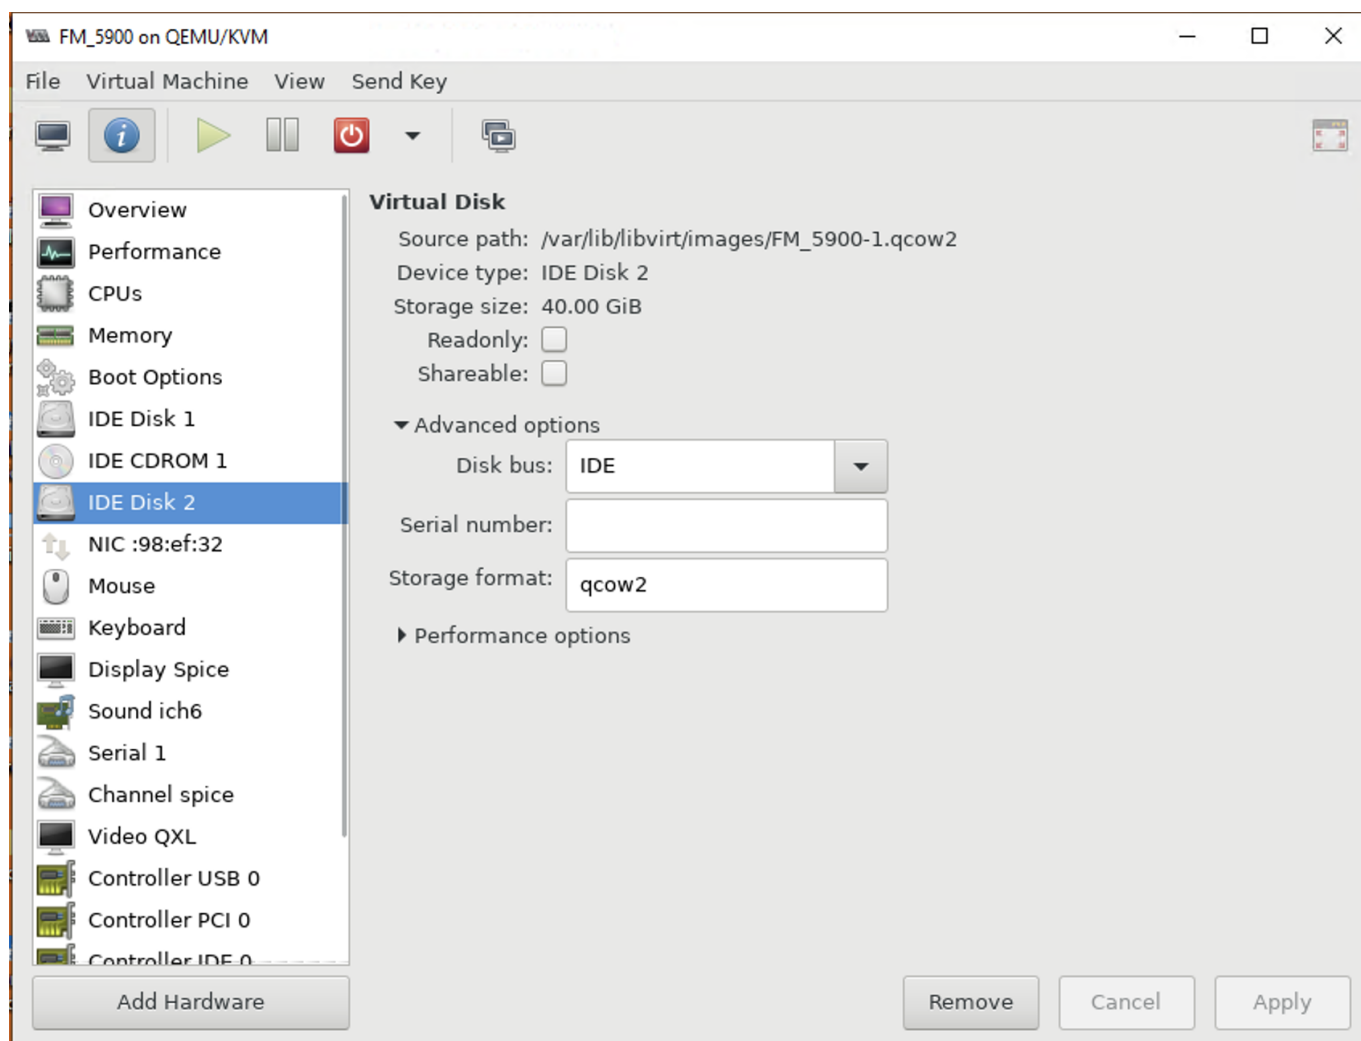 FM_5900 on QEMU/KVM
File Virtual Machine View Send Key
Overview
Performance
CPUs
Memory
Boot Options
IDE Disk 1
IDE CDROM 1
IDE Disk 2
NIC :98:ef:32
Mouse
Keyboard
Display Spice
Sound ich6
Serial 1
Channel spice
Video QXL
Controller USB 0
Controller PCI 0
Controller IDE 0
Add Hardware
Virtual Disk
Source path: /var/lib/libvirt/images/FM_5900-1.qcow2
Device type: IDE Disk 2
Storage size: 40.00 GiB
Readonly:
Shareable:
Advanced options
Disk bus: IDE
Serial number:
Storage format: qcow2
Performance options
Remove Cancel Apply